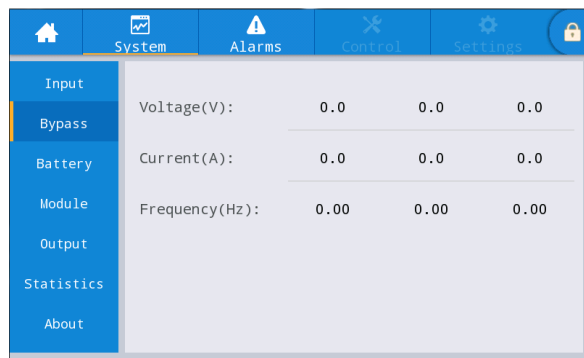 System Alarms Control Settings
Input
Bypass
Battery
Module
Output
Statistics
About
Voltage(V): 0.0 0.0 0.0
Current(A): 0.0 0.0 0.0
Frequency(Hz): 0.00 0.00 0.00